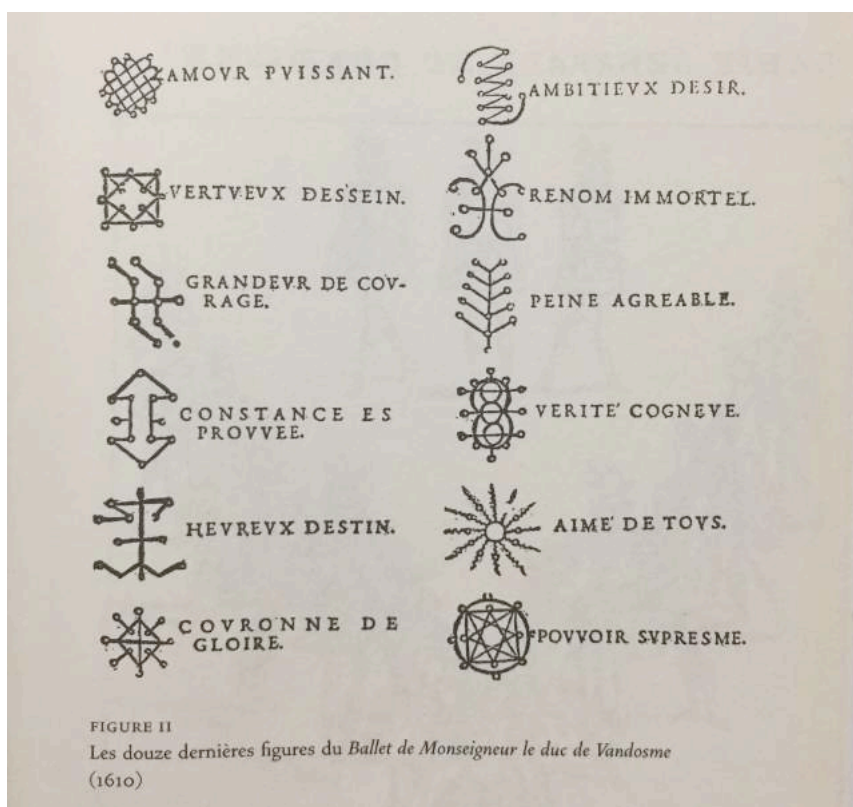 AMOVR PVISSANT.
VERTVEVX DESSEIN.
GRANDEVR DE COV-
RAGE.
CONSTANCE ES
PROVVEE.
HEVREVX DESTIN.
COVRONNE DE
GLOIRE.
AMBITIEVX DESIR.
RENOM IMMORTEL.
PEINE AGREABLE.
VERITE' COGNEVE.
AIME' DE TOVS.
POVVOIR SVPRESME.
FIGURE II
Les douze dernières figures du Ballet de Monseigneur le duc de Vandosme
(1610)